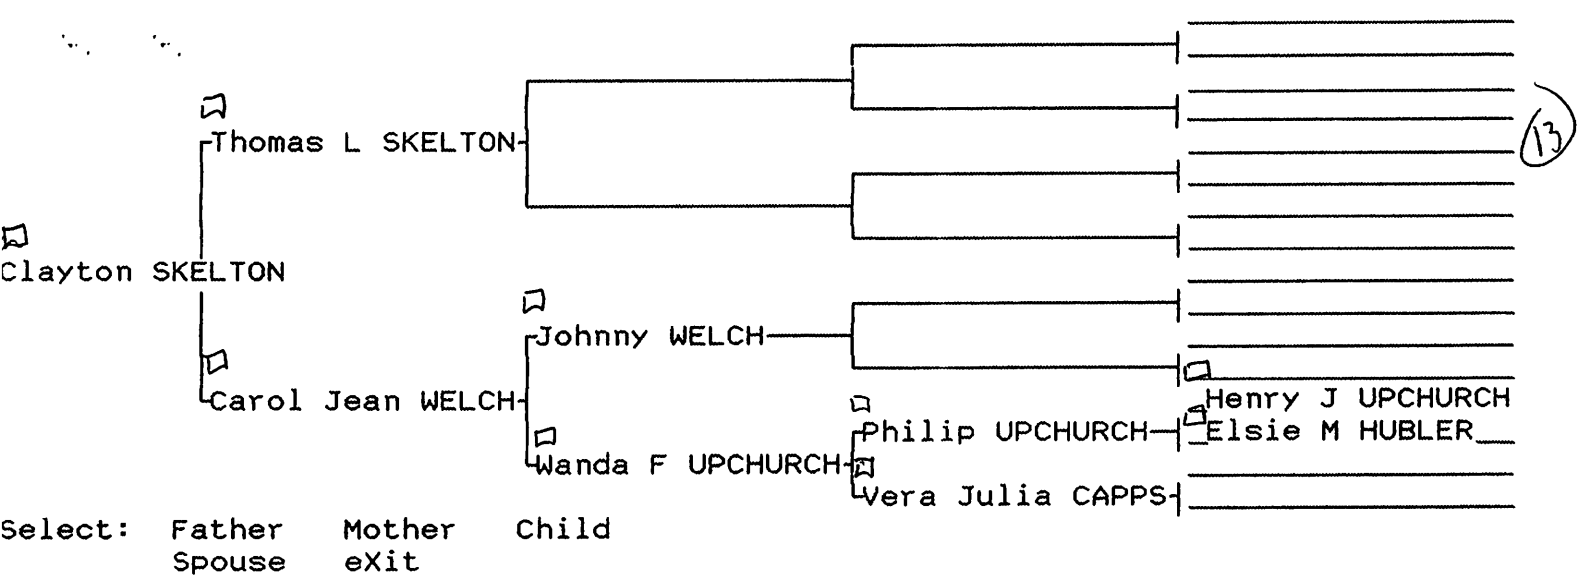 13
Thomas L SKELTON
Clayton SKELTON
Johnny WELCH
Carol Jean WELCH
Henry J UPCHURCH
Philip UPCHURCH
Elsie M HUBLER
Wanda F UPCHURCH
Vera Julia CAPPS
Select: Father Mother Child
Spouse eXit